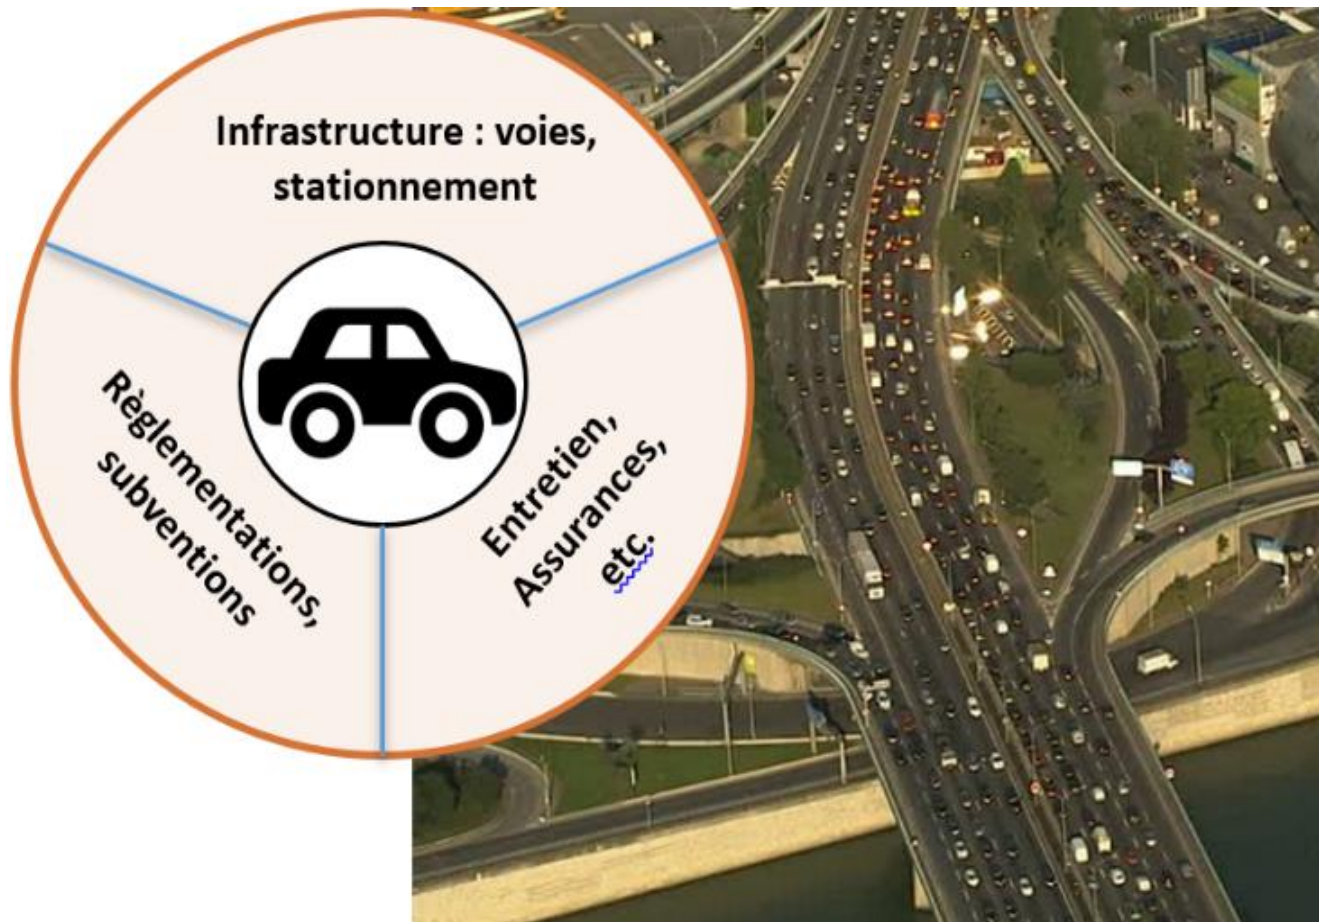 Infrastructure : voies,
stationnement
Règlementations,
subventions
Entretien,
Assurances,
etc.